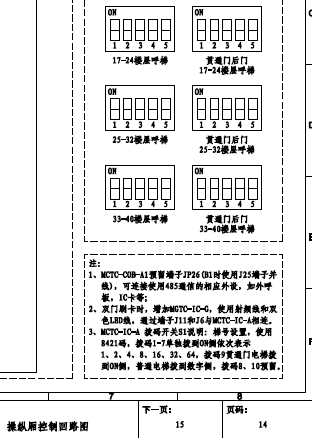 ON
ON
1 2 3 4 5
1 2 3 4 5
17-24楼层呼梯
贯通门后门
17-24楼层呼梯
ON
ON
1 2 3 4 5
1 2 3 4 5
25-32楼层呼梯
贯通门后门
25-32楼层呼梯
ON
ON
1 2 3 4 5
1 2 3 4 5
33-40楼层呼梯
贯通门后门
33-40楼层呼梯
D
E
F
注:
1、MCTC-COB-A1预留端子JP26(B1时使用J25端子并
线),可连接使用485通信的相应外设,如外呼
板,IC卡等;
2、双门刷卡时,增加MGTC-IC-G,使用射频线和双
色LED线,通过端子J11和J6与MCTC-IC-A相连。
3、MCTC-IC-A 拨码开关S1说明:梯号设置,使用
8421码,拨码1-7单独拨到ON侧依次表示
1、2、4、8、16、32、64,拨码9贯通门电梯拨
到ON侧,普通电梯拨到数字侧,拨码8、10预留。
7
8
操纵厢控制回路图
下一页:
15
页码:
14